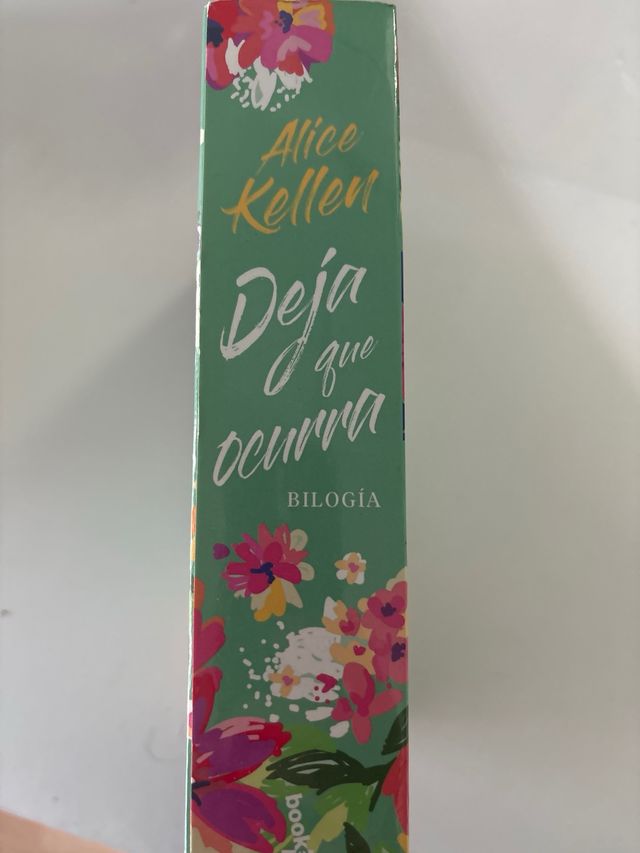 Alice
Kellen
Deja
que
ocurra
BILOGÍA